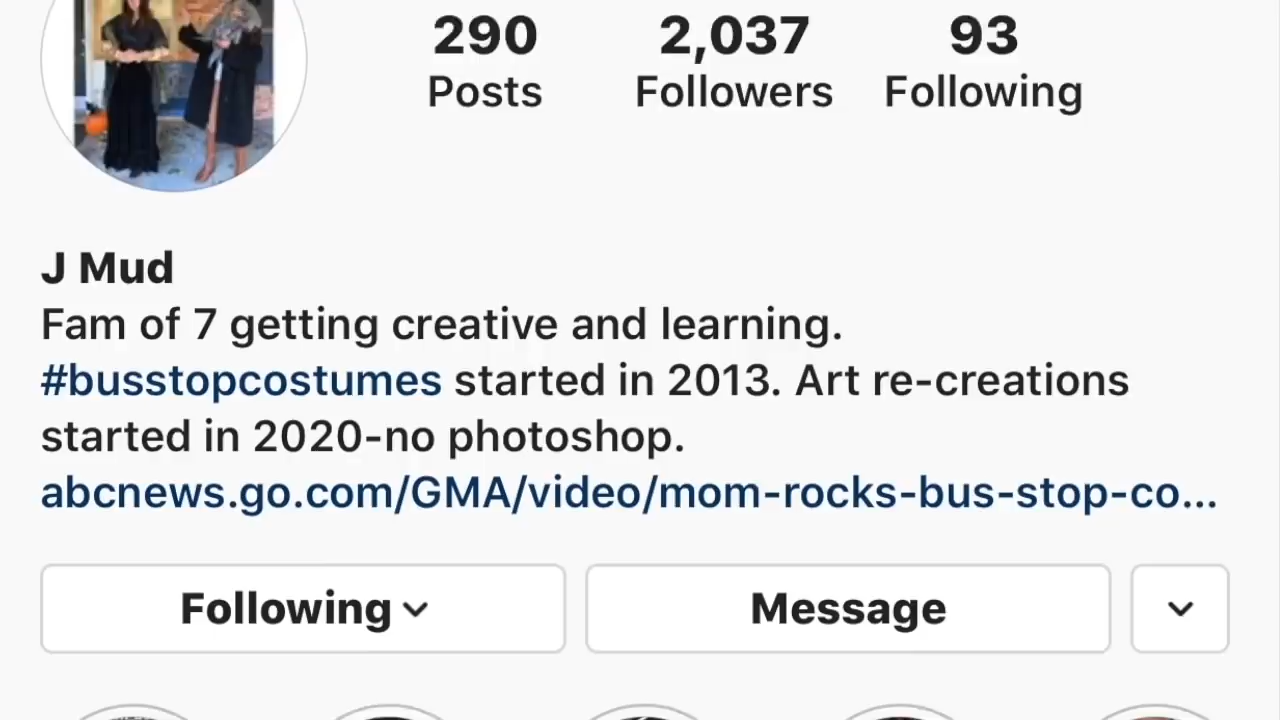 290 2,037 93
Posts Followers Following
J Mud
Fam of 7 getting creative and learning.
#busstopcostumes started in 2013. Art re-creations
started in 2020-no photoshop.
abcnews.go.com/GMA/video/mom-rocks-bus-stop-co...
Following Message